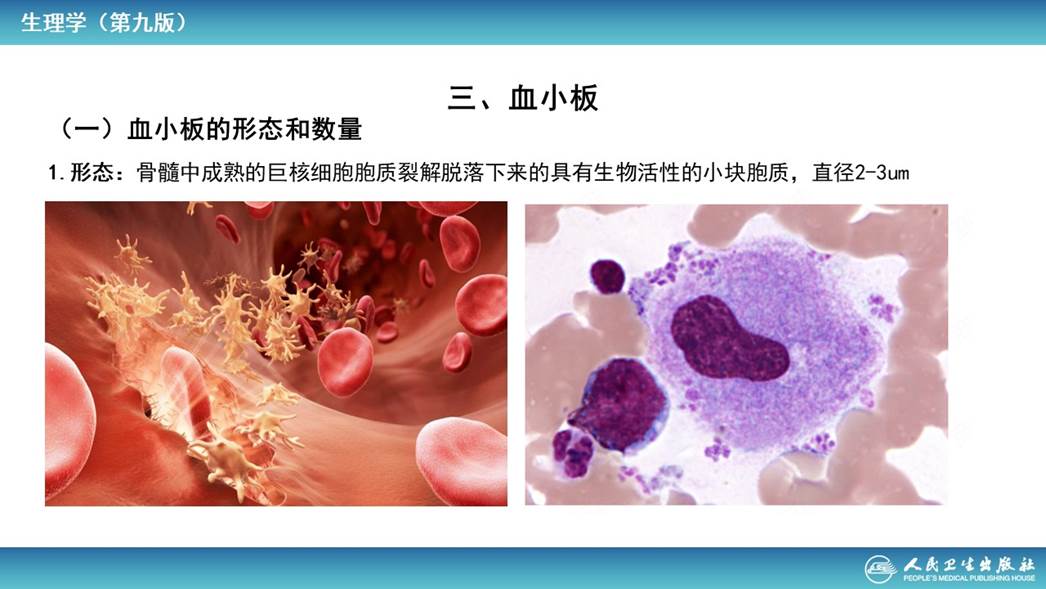 生理学（第九版）
三、血小板
（一）血小板的形态和数量
1.形态：骨髓中成熟的巨核细胞胞质裂解脱落下来的具有生物活性的小块胞质，直径2-3um
人民卫生出版社
PEOPLE'S MEDICAL PUBLISHING HOUSE